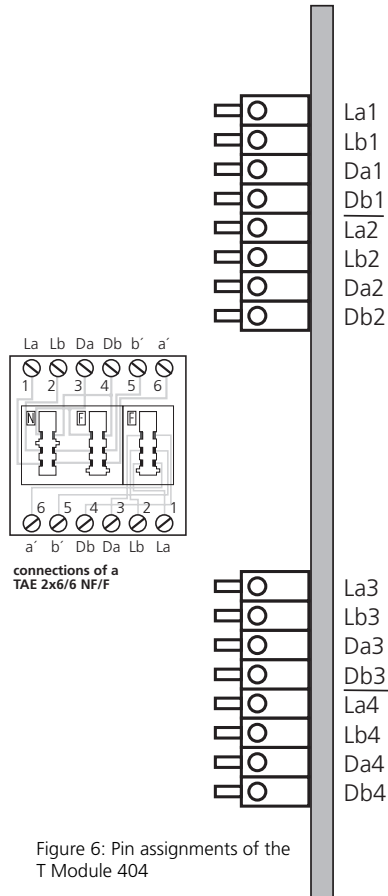 La1
Lb1
Da1
Db1
La2
Lb2
Da2
Db2
La Lb Da Db b´ a´
1 2 3 4 5 6
N F F
6 5 4 3 2 1
a´ b´ Db Da Lb La
connections of a
TAE 2x6/6 NF/F
La3
Lb3
Da3
Db3
La4
Lb4
Da4
Db4
Figure 6: Pin assignments of the
T Module 404